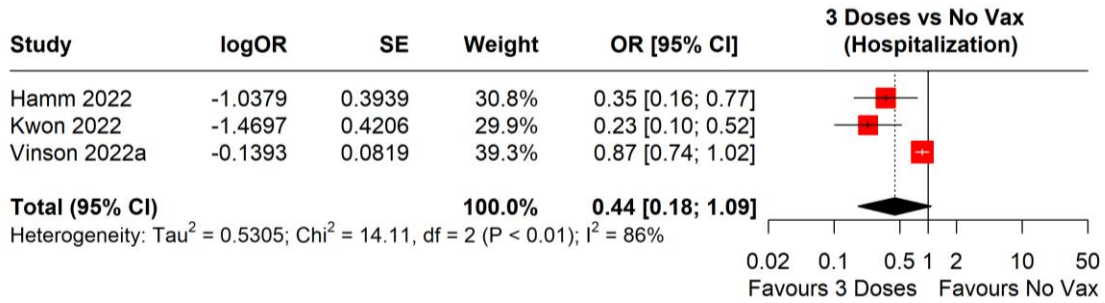 3 Doses vs No Vax
Study logOR SE Weight OR [95% CI] (Hospitalization)
Hamm 2022 -1.0379 0.3939 30.8% 0.35 [0.16; 0.77]
Kwon 2022 -1.4697 0.4206 29.9% 0.23 [0.10; 0.52]
Vinson 2022a -0.1393 0.0819 39.3% 0.87 [0.74; 1.02]
Total (95% CI) 100.0% 0.44 [0.18; 1.09]
Heterogeneity: Tau² = 0.5305; Chi² = 14.11, df = 2 (P < 0.01); I² = 86%
0.02 0.1 0.5 1 2 10 50
Favours 3 Doses Favours No Vax